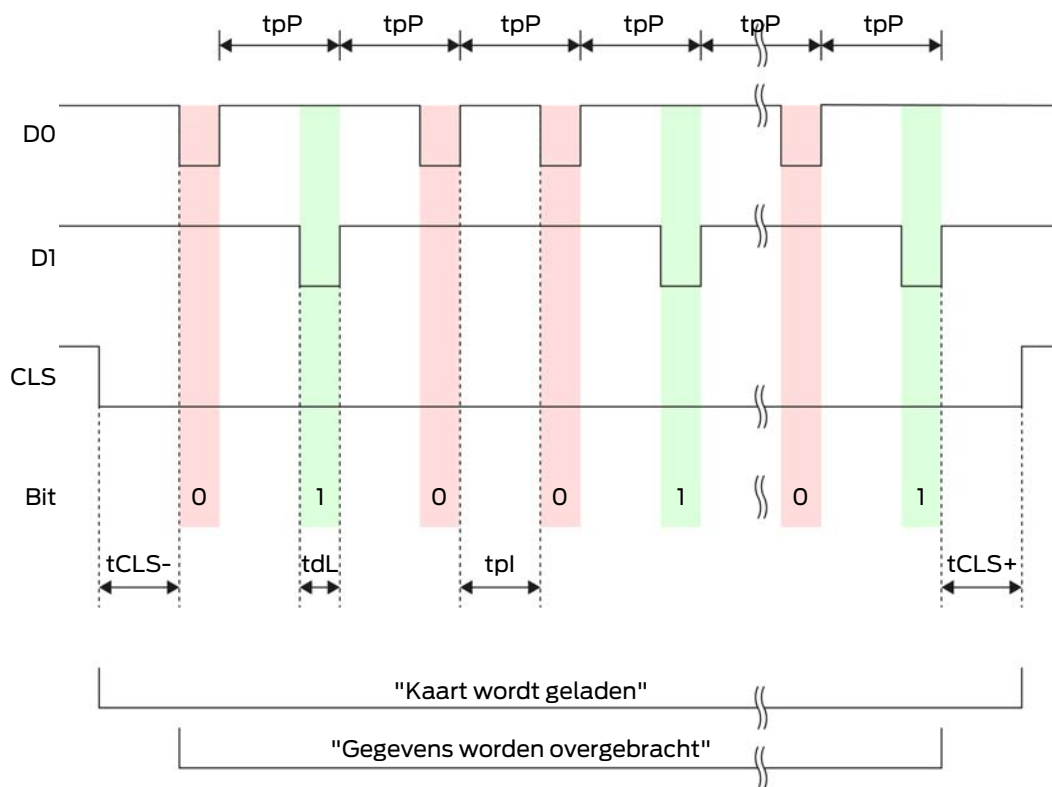 tpP tpP tpP tpP tpP tpP
D0
D1
CLS
Bit 0 1 0 0 1 0 1
tCLS- tdL tpI tCLS+
"Kaart wordt geladen"
"Gegevens worden overgebracht"